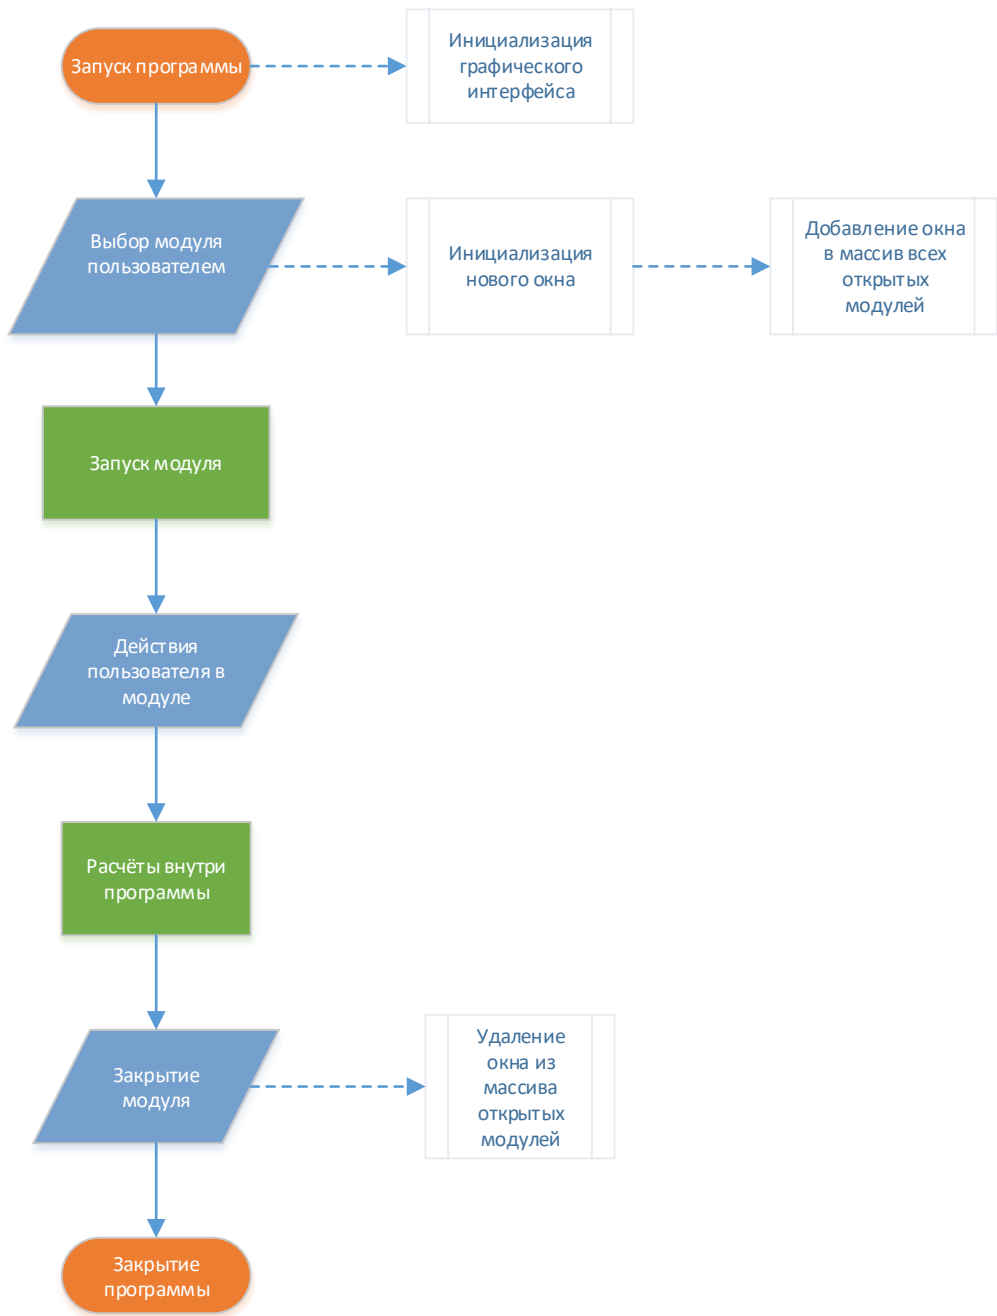 Запуск программы
Инициализация
графического
интерфейса
Выбор модуля
пользователем
Инициализация
нового окна
Добавление окна
в массив всех
открытых
модулей
Запуск модуля
Действия
пользователя в
модуле
Расчёты внутри
программы
Закрытие
модуля
Удаление
окна из
массива
открытых
модулей
Закрытие
программы